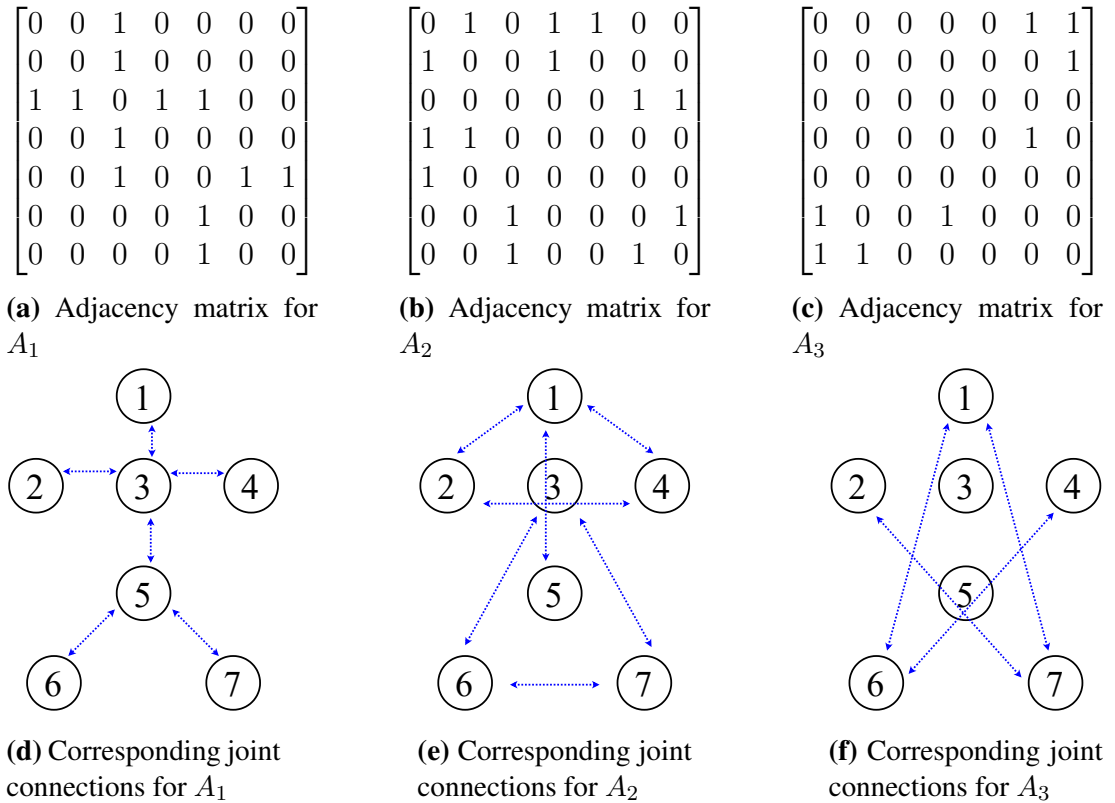 0 0 1 0 0 0 0
0 0 1 0 0 0 0
1 1 0 1 1 0 0
0 0 1 0 0 0 0
0 0 1 0 0 1 1
0 0 0 0 1 0 0
0 0 0 0 1 0 0
(a) Adjacency matrix for
A1
0 1 0 1 1 0 0
1 0 0 1 0 0 0
0 0 0 0 0 1 1
1 1 0 0 0 0 0
1 0 0 0 0 0 0
0 0 1 0 0 0 1
0 0 1 0 0 1 0
(b) Adjacency matrix for
A2
0 0 0 0 0 1 1
0 0 0 0 0 0 1
0 0 0 0 0 0 0
0 0 0 0 0 1 0
0 0 0 0 0 0 0
1 0 0 1 0 0 0
1 1 0 0 0 0 0
(c) Adjacency matrix for
A3
1
2 3 4
5
6 7
(d) Corresponding joint
connections for A1
1
2 3 4
5
6 7
(e) Corresponding joint
connections for A2
1
2 3 4
5
6 7
(f) Corresponding joint
connections for A3